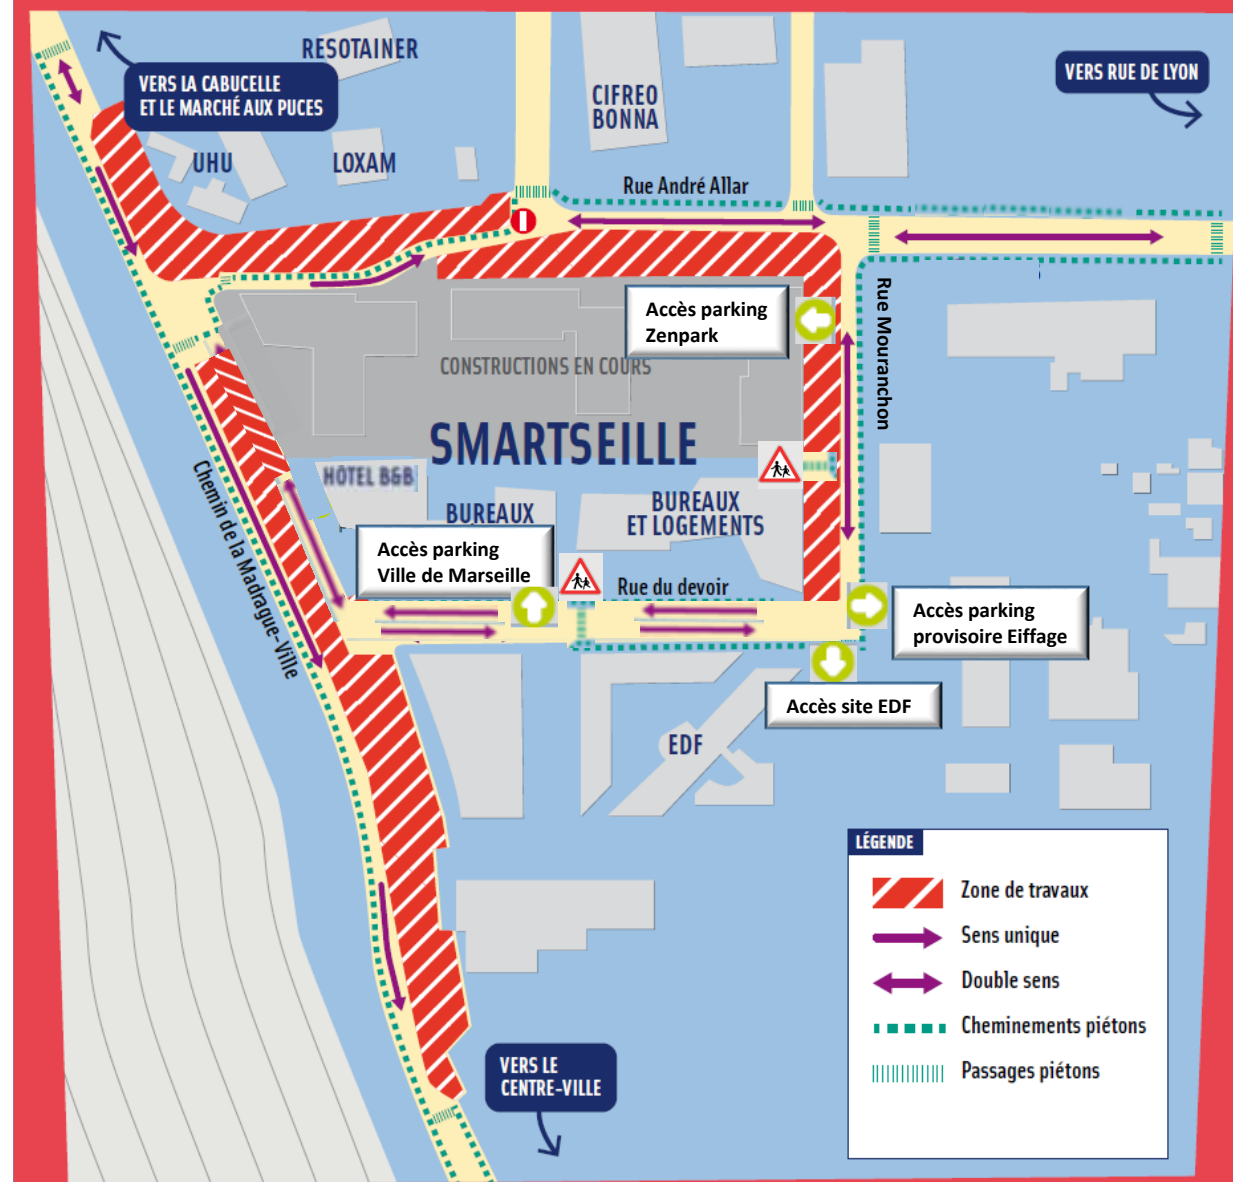 RESOTAINER
VERS LA CABUCELLE
ET LE MARCHÉ AUX PUCES
VERS RUE DE LYON
CIFREO
BONNA
UHU
LOXAM
Rue André Allar
Accès parking
Zenpark
Rue Mouranchon
CONSTRUCTIONS EN COURS
SMARTSEILLE
HÔTEL B&B
BUREAUX
BUREAUX
ET LOGEMENTS
Chemin de la Madrague-Ville
Accès parking
Ville de Marseille
Rue du devoir
Accès parking
provisoire Eiffage
Accès site EDF
EDF
LÉGENDE
Zone de travaux
Sens unique
Double sens
Cheminements piétons
Passages piétons
VERS LE
CENTRE-VILLE